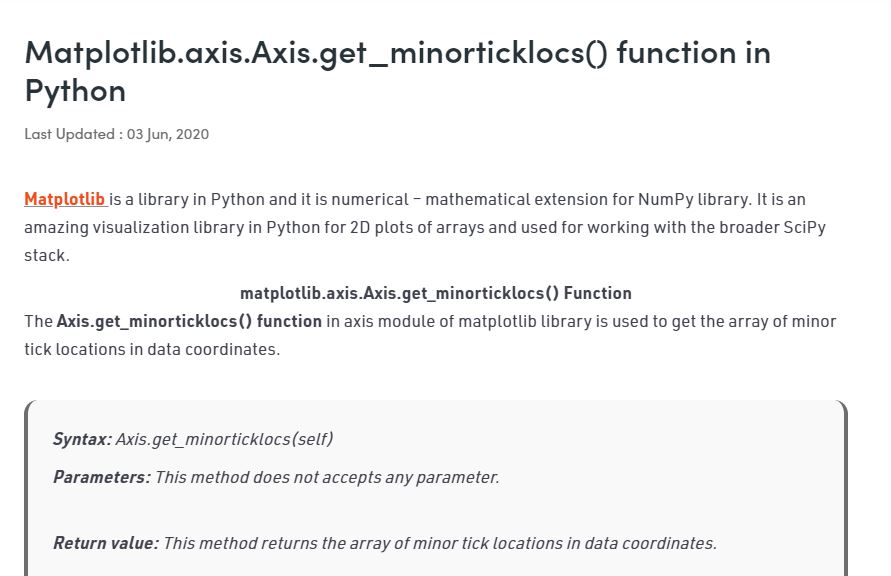 Matplotlib.axis.Axis.get_minorticklocs() function in
Python
Last Updated : 03 Jun, 2020
Matplotlib is a library in Python and it is numerical – mathematical extension for NumPy library. It is an
amazing visualization library in Python for 2D plots of arrays and used for working with the broader SciPy
stack.
matplotlib.axis.Axis.get_minorticklocs() Function
The Axis.get_minorticklocs() function in axis module of matplotlib library is used to get the array of minor
tick locations in data coordinates.
Syntax: Axis.get_minorticklocs(self)
Parameters: This method does not accepts any parameter.
Return value: This method returns the array of minor tick locations in data coordinates.